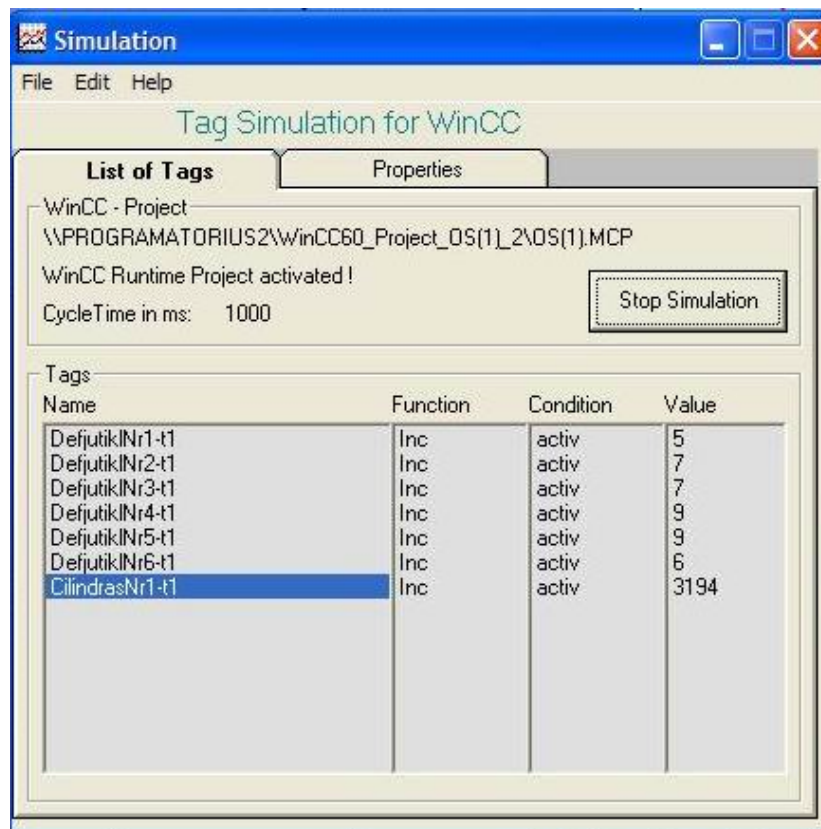 Simulation
File Edit Help
Tag Simulation for WinCC
List of Tags Properties
WinCC - Project
\\PROGRAMATORIUS2\WinCC60_Project_OS(1)_2\OS(1).MCP
WinCC Runtime Project activated !
CycleTime in ms: 1000
Stop Simulation
Tags
Name Function Condition Value
DefjutiklNr1-t1 Inc activ 5
DefjutiklNr2-t1 Inc activ 7
DefjutiklNr3-t1 Inc activ 7
DefjutiklNr4-t1 Inc activ 9
DefjutiklNr5-t1 Inc activ 9
DefjutiklNr6-t1 Inc activ 6
CilindrasNr1-t1 Inc activ 3194